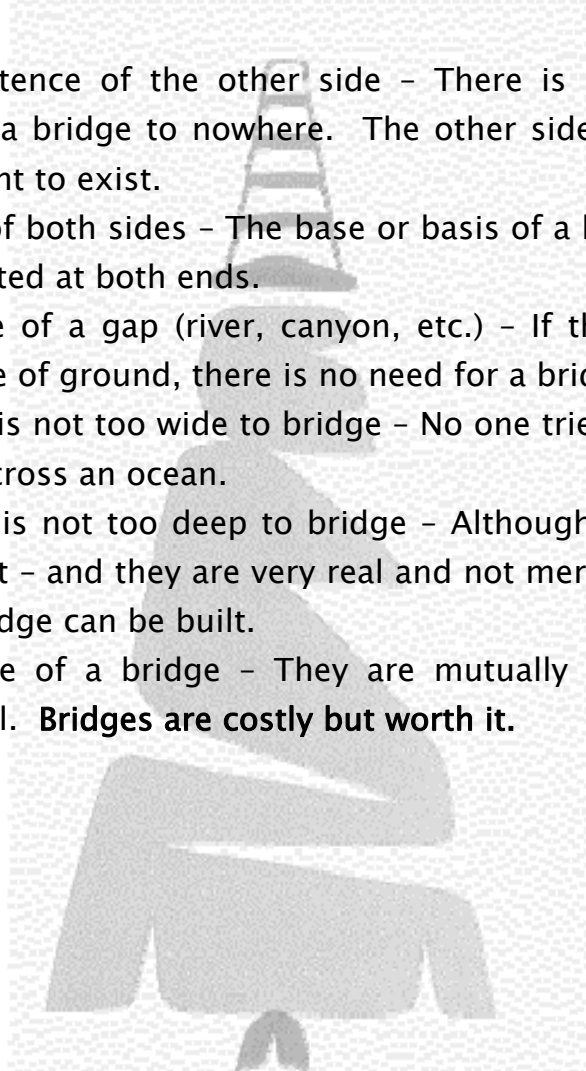 tence of the other side – There is
a bridge to nowhere. The other side
nt to exist.
of both sides – The base or basis of a
ted at both ends.
e of a gap (river, canyon, etc.) – If th
e of ground, there is no need for a brid
is not too wide to bridge – No one trie
cross an ocean.
is not too deep to bridge – Although
t – and they are very real and not mer
dge can be built.
e of a bridge – They are mutually
l. Bridges are costly but worth it.